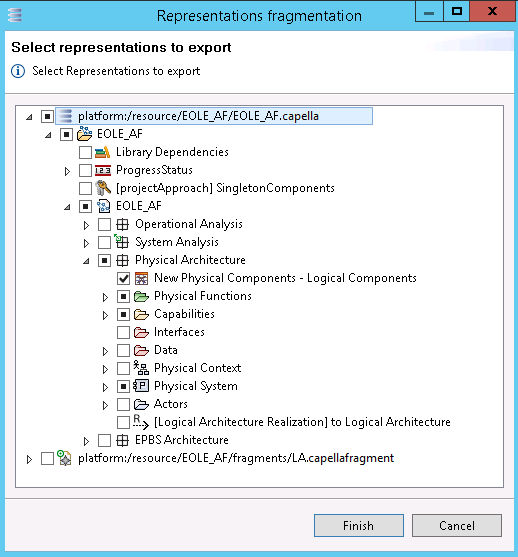 Representations fragmentation
Select representations to export
Select Representations to export
platform:/resource/EOLE_AF/EOLE_AF.capella
EOLE_AF
Library Dependencies
ProgressStatus
[projectApproach] SingletonComponents
EOLE_AF
Operational Analysis
System Analysis
Physical Architecture
New Physical Components - Logical Components
Physical Functions
Capabilities
Interfaces
Data
Physical Context
Physical System
Actors
[Logical Architecture Realization] to Logical Architecture
EPBS Architecture
platform:/resource/EOLE_AF/fragments/LA.capellafragment
Finish Cancel